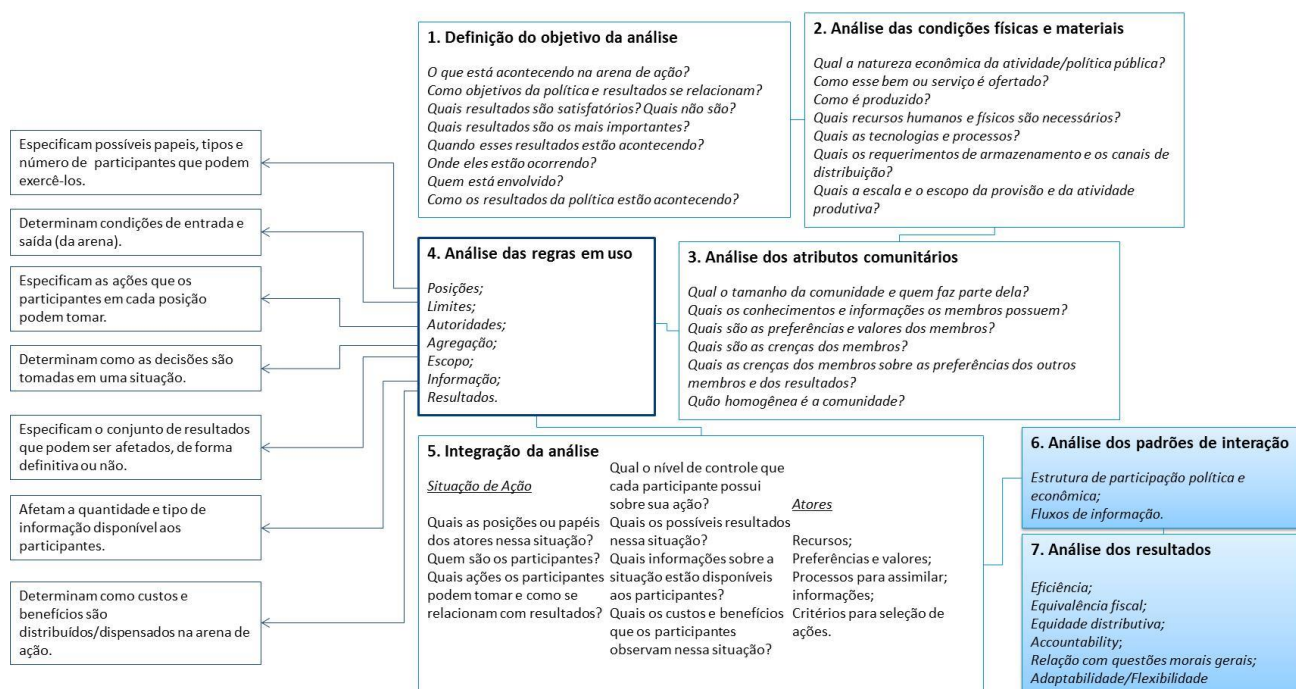 1. Definição do objetivo da análise
O que está acontecendo na arena de ação?
Como objetivos da política e resultados se relacionam?
Quais resultados são satisfatórios? Quais não são?
Quais resultados são os mais importantes?
Quando esses resultados estão acontecendo?
Onde eles estão ocorrendo?
Quem está envolvido?
Como os resultados da política estão acontecendo?
2. Análise das condições físicas e materiais
Qual a natureza econômica da atividade/política pública?
Como esse bem ou serviço é ofertado?
Como é produzido?
Quais recursos humanos e físicos são necessários?
Quais as tecnologias e processos?
Quais os requerimentos de armazenamento e os canais de
distribuição?
Quais a escala e o escopo da provisão e da atividade
produtiva?
Especificam possíveis papeis, tipos e
número de participantes que podem
exercê-los.
Determinam condições de entrada e
saída (da arena).
Especificam as ações que os
participantes em cada posição
podem tomar.
Determinam como as decisões são
tomadas em uma situação.
Especificam o conjunto de resultados
que podem ser afetados, de forma
definitiva ou não.
Afetam a quantidade e tipo de
informação disponível aos
participantes.
Determinam como custos e
benefícios são
distribuídos/dispensados na arena de
ação.
4. Análise das regras em uso
Posições;
Limites;
Autoridades;
Agregação;
Escopo;
Informação;
Resultados.
3. Análise dos atributos comunitários
Qual o tamanho da comunidade e quem faz parte dela?
Quais os conhecimentos e informações os membros possuem?
Quais são as preferências e valores dos membros?
Quais são as crenças dos membros?
Quais as crenças dos membros sobre as preferências dos outros
membros e dos resultados?
Quão homogênea é a comunidade?
5. Integração da análise
Situação de Ação
Quais as posições ou papéis
dos atores nessa situação?
Quem são os participantes?
Quais ações os participantes
podem tomar e como se
relacionam com resultados?
Qual o nível de controle que
cada participante possui
sobre sua ação?
Quais os possíveis resultados
nessa situação?
Quais informações sobre a
situação estão disponíveis
aos participantes?
Quais os custos e benefícios
que os participantes
observam nessa situação?
Atores
Recursos;
Preferências e valores;
Processos para assimilar;
informações;
Critérios para seleção de
ações.
6. Análise dos padrões de interação
Estrutura de participação política e
econômica;
Fluxos de informação.
7. Análise dos resultados
Eficiência;
Equivalência fiscal;
Equidade distributiva;
Accountability;
Relação com questões morais gerais;
Adaptabilidade/Flexibilidade